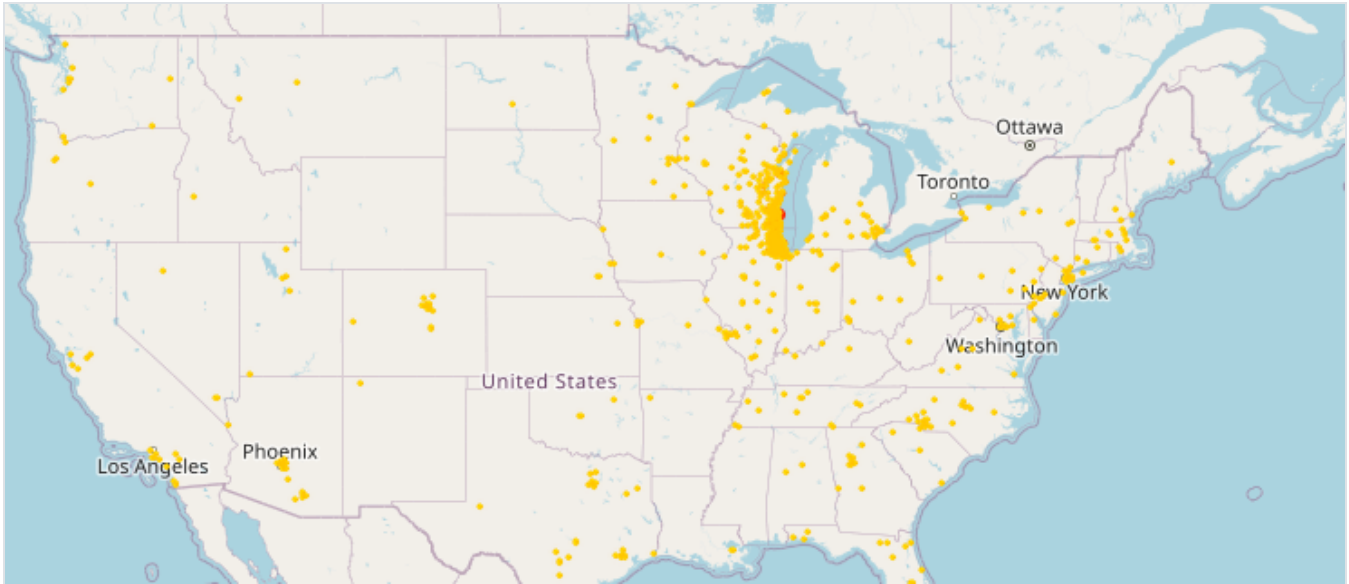 Ottawa
Toronto
New York
Washington
United States
Phoenix
Los Angeles